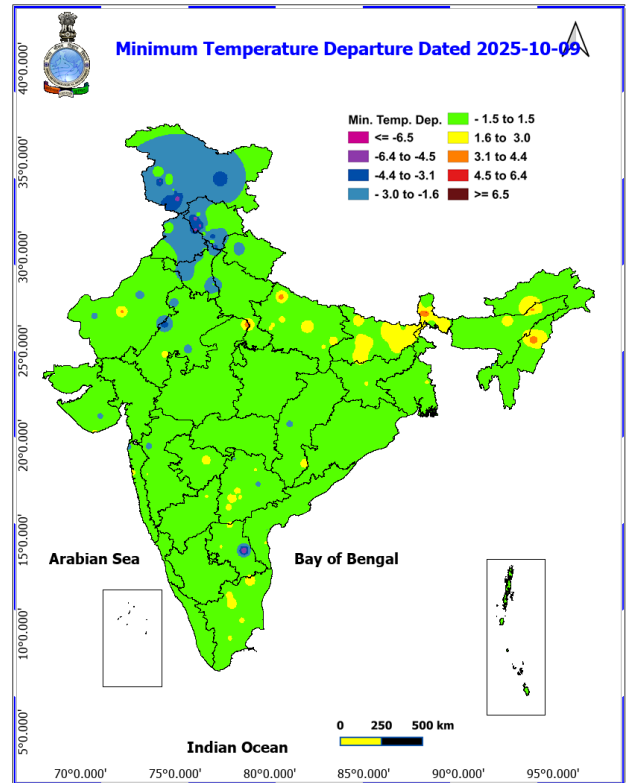 Minimum Temperature Departure Dated 2025-10-09
40°0.000'
35°0.000'
30°0.000'
25°0.000'
20°0.000'
15°0.000'
10°0.000'
5°0.000'
Min. Temp. Dep.
<= -6.5
-6.4 to -4.5
-4.4 to -3.1
- 3.0 to -1.6
- 1.5 to 1.5
1.6 to 3.0
3.1 to 4.4
4.5 to 6.4
>= 6.5
Arabian Sea
Bay of Bengal
Indian Ocean
0 250 500 km
70°0.000' 75°0.000' 80°0.000' 85°0.000' 90°0.000' 95°0.000'